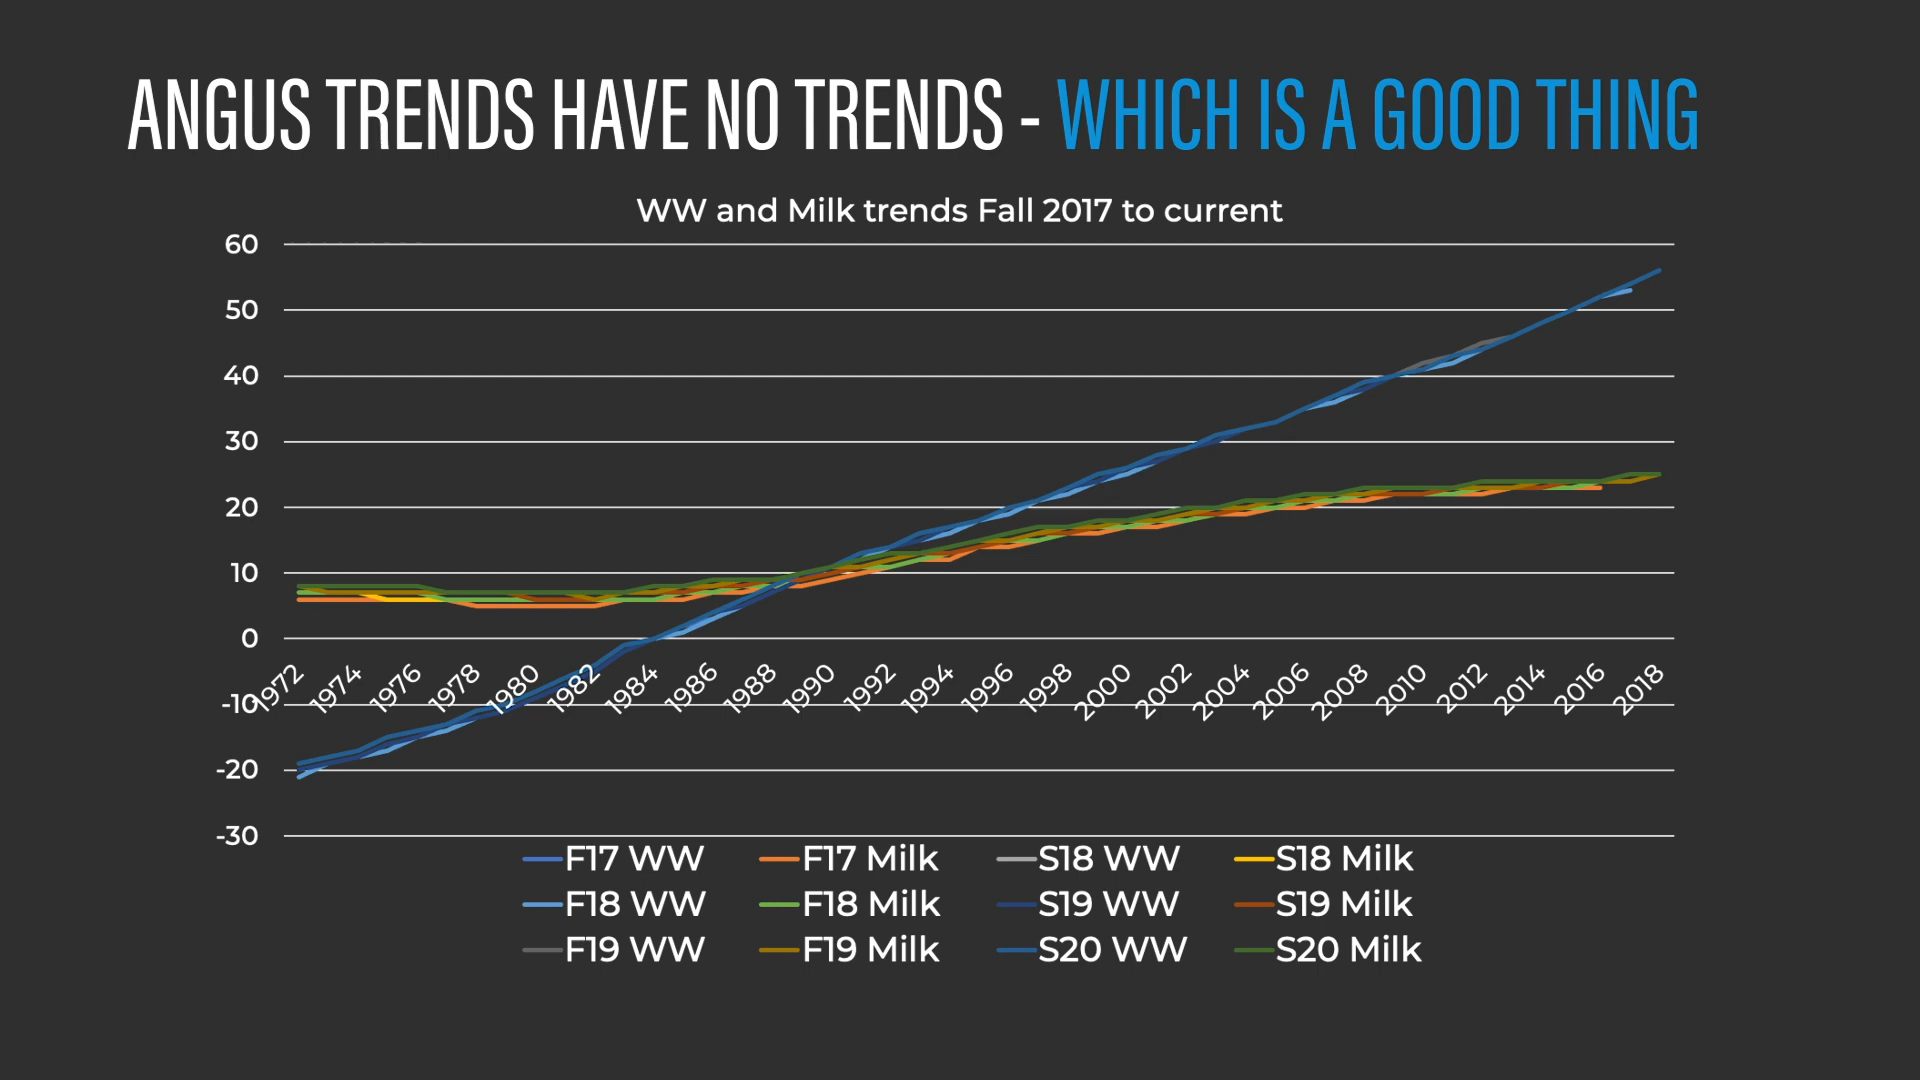 ANGUS TRENDS HAVE NO TRENDS - WHICH IS A GOOD THING
WW and Milk trends Fall 2017 to current
60
50
40
30
20
10
0
-10
-20
-30
1972
1974
1976
1978
1980
1982
1984
1986
1988
1990
1992
1994
1996
1998
2000
2002
2004
2006
2008
2010
2012
2014
2016
2018
F17 WW
F17 Milk
S18 WW
S18 Milk
F18 WW
F18 Milk
S19 WW
S19 Milk
F19 WW
F19 Milk
S20 WW
S20 Milk